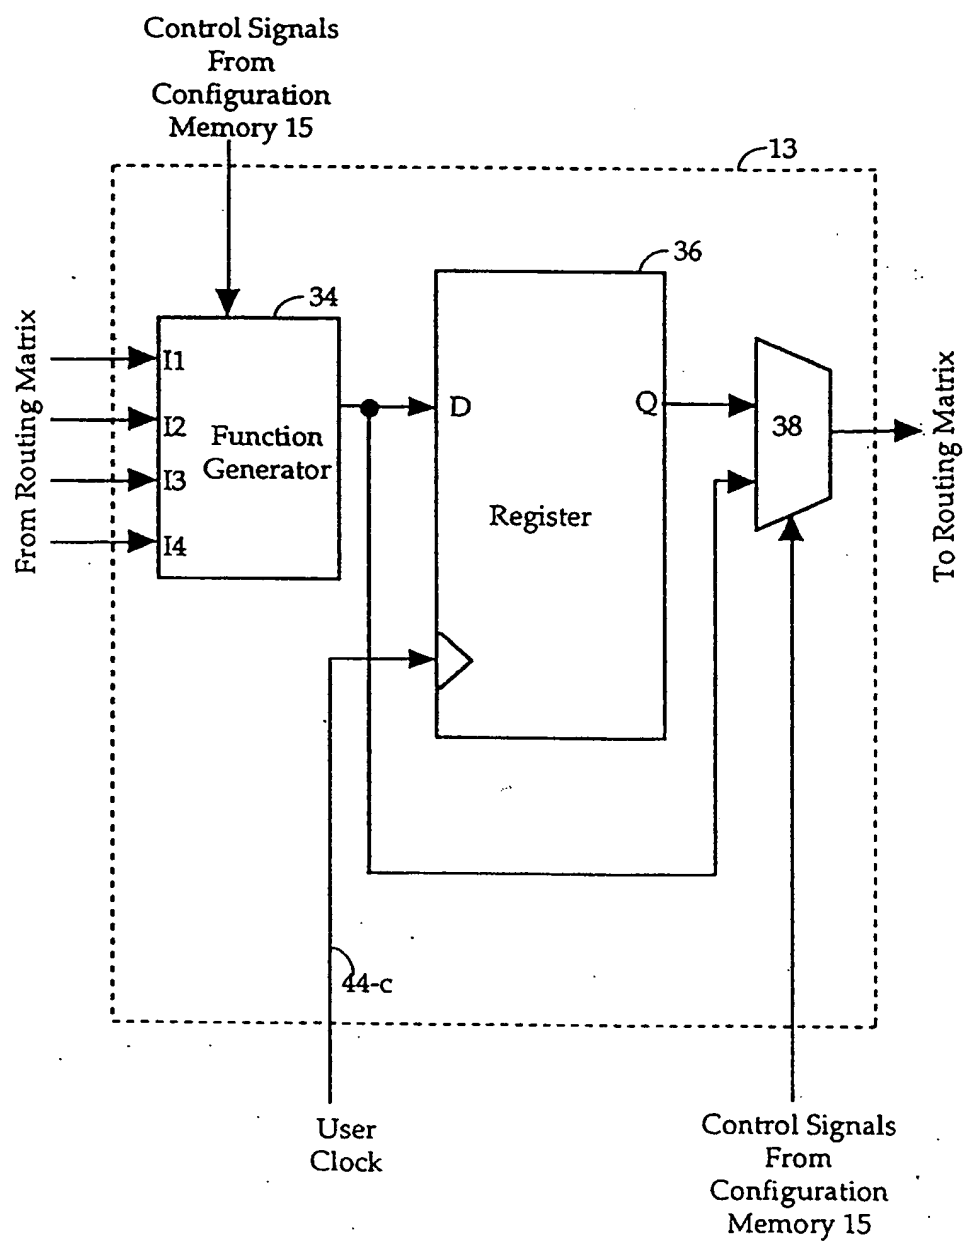 Control Signals
From
Configuration
Memory 15
13
36
34
From Routing Matrix
I1
I2
I3
I4
Function
Generator
D
Q
Register
38
To Routing Matrix
44-c
User
Clock
Control Signals
From
Configuration
Memory 15